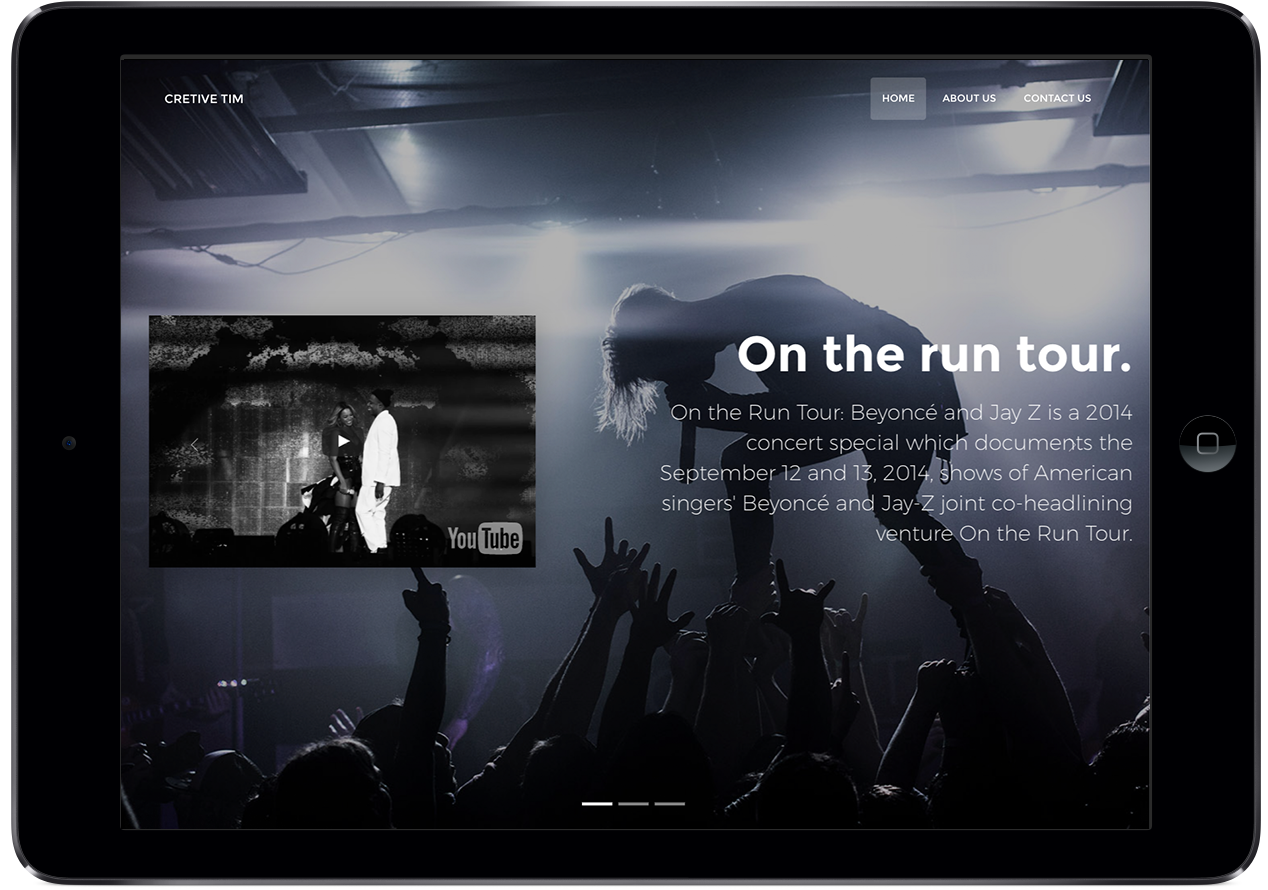 CRETIVE TIM
HOME ABOUT US CONTACT US
On the run tour.
On the Run Tour: Beyoncé and Jay Z is a 2014
concert special which documents the
September 12 and 13, 2014, shows of American
singers' Beyoncé and Jay-Z joint co-headlining
venture On the Run Tour.
YouTube